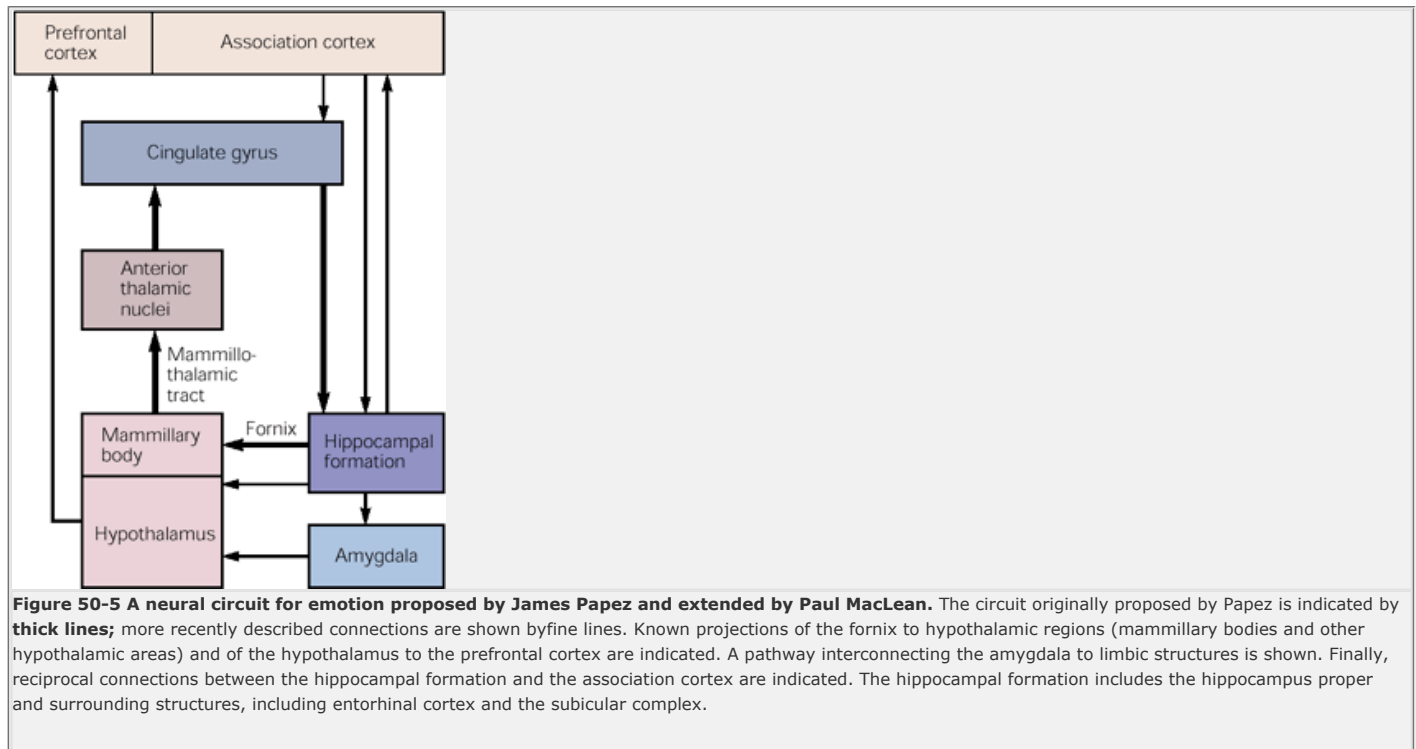 Prefrontal
cortex
Association cortex
Cingulate gyrus
Anterior
thalamic
nuclei
Mammillo-
thalamic
tract
Mammillary
body
Fornix
Hippocampal
formation
Hypothalamus
Amygdala
Figure 50-5 A neural circuit for emotion proposed by James Papez and extended by Paul MacLean. The circuit originally proposed by Papez is indicated by
thick lines; more recently described connections are shown byfine lines. Known projections of the fornix to hypothalamic regions (mammillary bodies and other
hypothalamic areas) and of the hypothalamus to the prefrontal cortex are indicated. A pathway interconnecting the amygdala to limbic structures is shown. Finally,
reciprocal connections between the hippocampal formation and the association cortex are indicated. The hippocampal formation includes the hippocampus proper
and surrounding structures, including entorhinal cortex and the subicular complex.